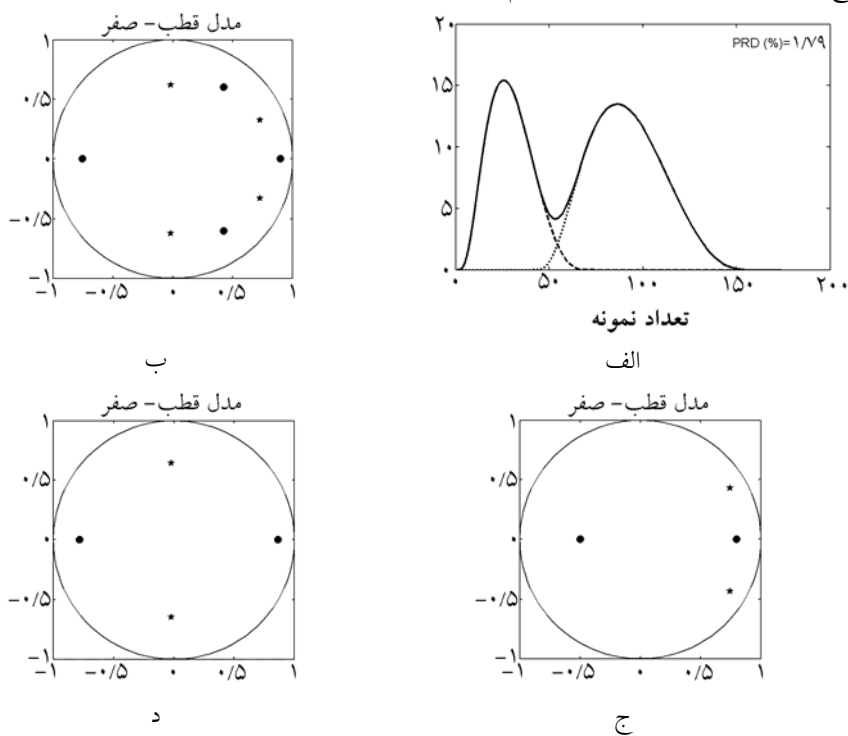 مدل قطب- صفر
۱
۰/۵
۰
-۰/۵
-۱
-۱ -۰/۵ ۰ ۰/۵ ۱
ب
PRD (%)=۱/۷۹
۲۰
۱۵
۱۰
۵
۰
۰ ۵۰ ۱۰۰ ۱۵۰ ۲۰۰
تعداد نمونه
الف
مدل قطب- صفر
۱
۰/۵
۰
-۰/۵
-۱
-۱ -۰/۵ ۰ ۰/۵ ۱
د
مدل قطب- صفر
۱
۰/۵
۰
-۰/۵
-۱
-۱ -۰/۵ ۰ ۰/۵ ۱
ج